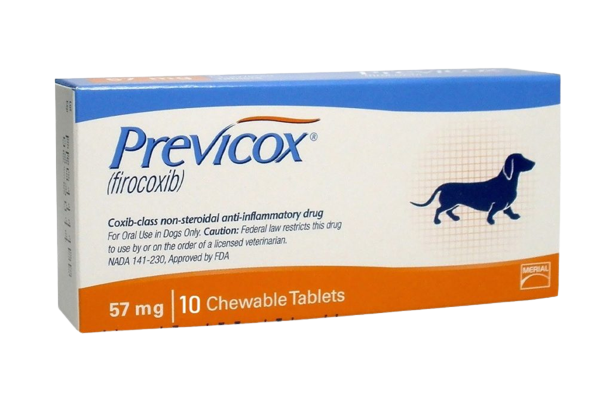 57 mg
Previcox®
(firocoxib)
Coxib-class non-steroidal anti-inflammatory drug
For Oral Use in Dogs Only. Caution: Federal law restricts this drug
to use by or on the order of a licensed veterinarian.
NADA 141-230, Approved by FDA
MERIAL
57 mg | 10 Chewable Tablets